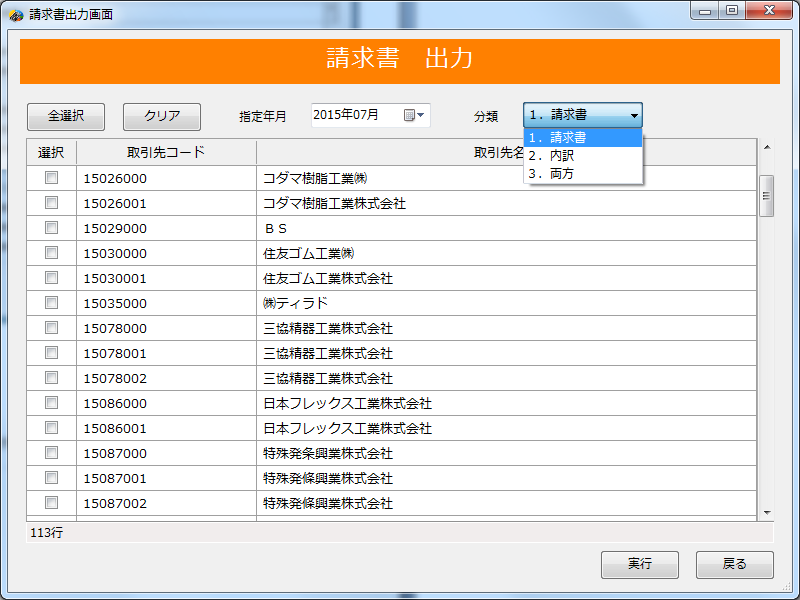 請求書出力画面
請求書　出力
全選択 クリア 指定年月 2015年07月 分類 1. 請求書
1. 請求書
2. 内訳
3. 両方
選択 取引先コード 取引先名
15026000 コダマ樹脂工業㈱
15026001 コダマ樹脂工業株式会社
15029000 ＢＳ
15030000 住友ゴム工業㈱
15030001 住友ゴム工業株式会社
15035000 ㈱ティラド
15078000 三協精器工業株式会社
15078001 三協精器工業株式会社
15078002 三協精器工業株式会社
15086000 日本フレックス工業株式会社
15086001 日本フレックス工業株式会社
15087000 特殊発条興業株式会社
15087001 特殊発條興業株式会社
15087002 特殊発條興業株式会社
113行
実行 戻る